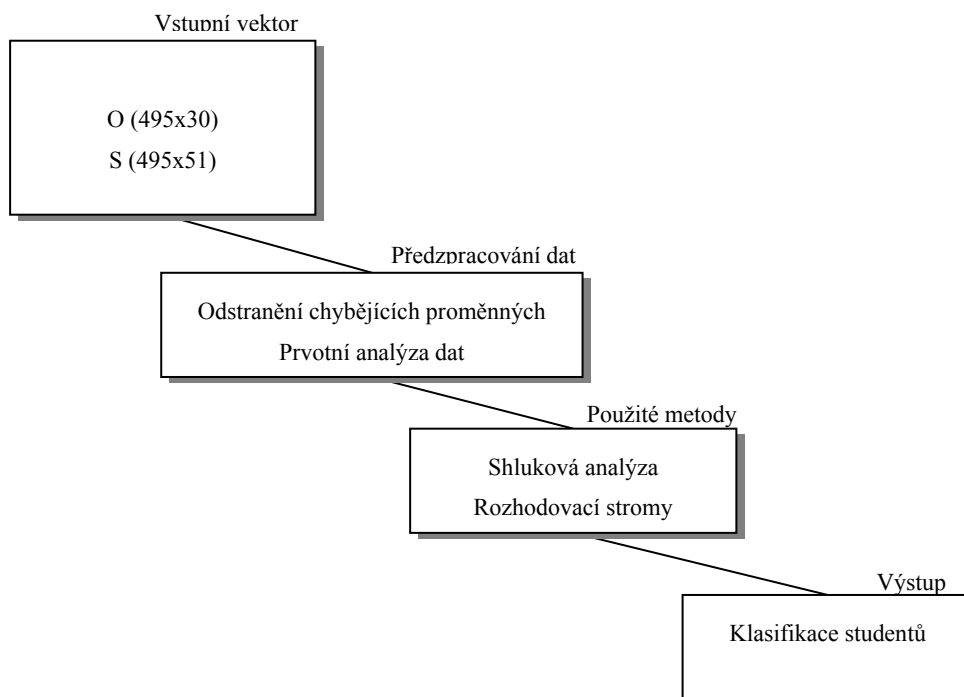 Vstupní vektor
O (495x30)
S (495x51)
Předzpracování dat
Odstranění chybějících proměnných
Prvotní analýza dat
Použité metody
Shluková analýza
Rozhodovací stromy
Výstup
Klasifikace studentů